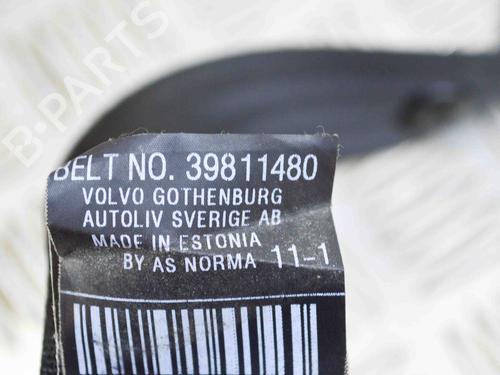 B-PARTS
BELT NO. 39811480
VOLVO GOTHENBURG
AUTOLIV SVERIGE AB
MADE IN ESTONIA
BY AS NORMA 11-1